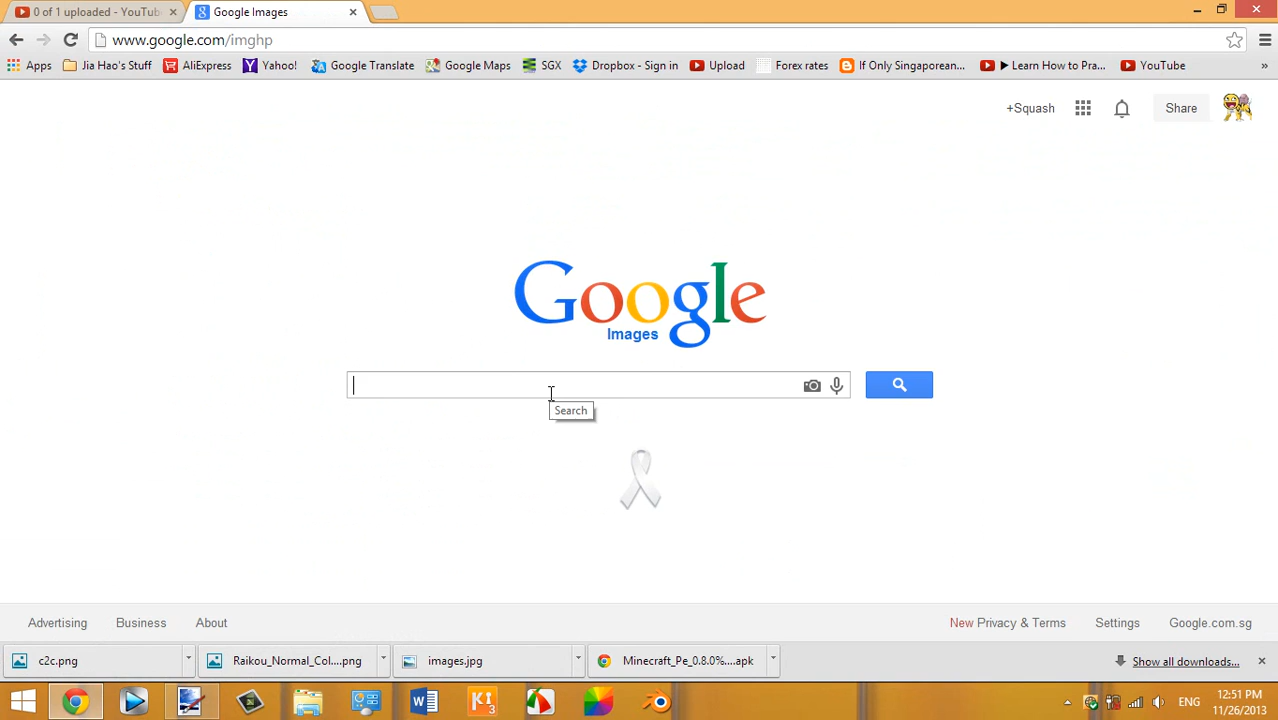 0 of 1 uploaded - YouTub
Google Images
www.google.com/imghp
Apps
Jia Hao's Stuff
AliExpress
Yahoo!
Google Translate
Google Maps
SGX
Dropbox - Sign in
Upload
Forex rates
If Only Singaporean...
▶ Learn How to Pra...
YouTube
»
+Squash
Share
Google
Images
Search
Advertising
Business
About
New Privacy & Terms
Settings
Google.com.sg
c2c.png
Raikou_Normal_Col....png
images.jpg
Minecraft_Pe_0.8.0%....apk
Show all downloads...
ENG
12:51 PM
11/26/2013